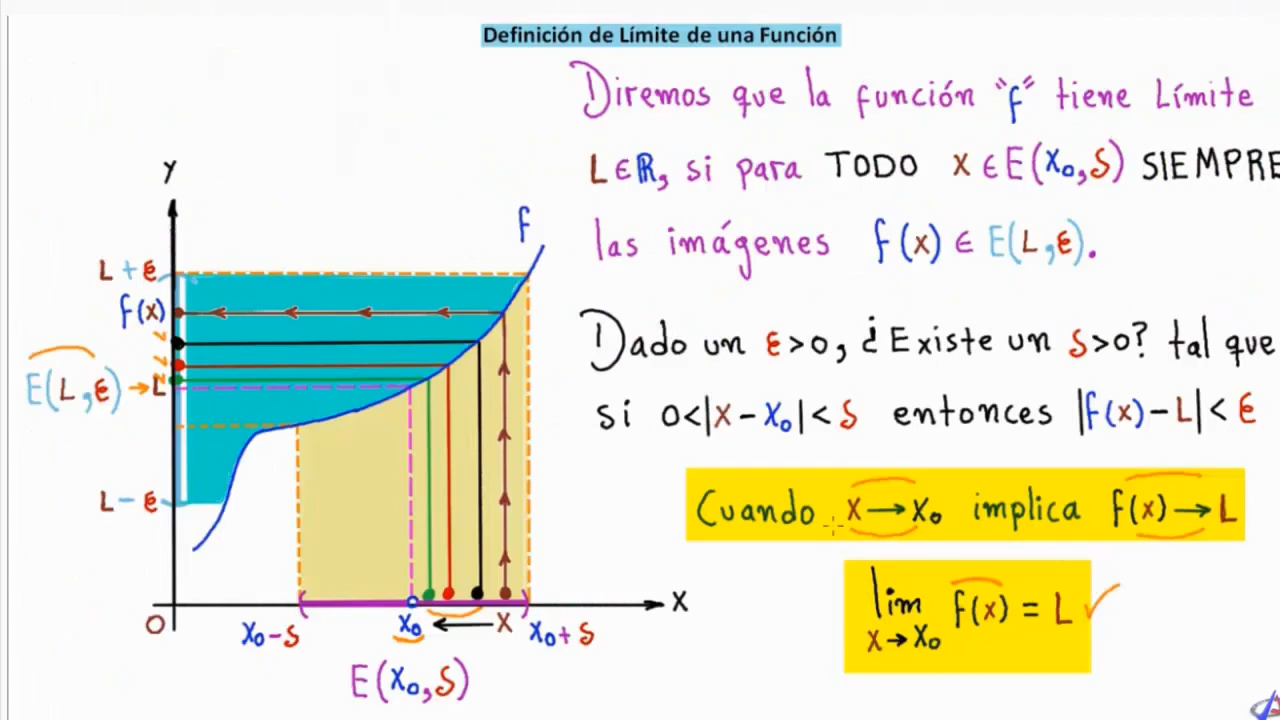 Definición de Límite de una Función
Diremos que la función "f" tiene Límite
L∈ℝ, si para TODO x∈E(x₀,δ) SIEMPRE
las imágenes f(x)∈E(L,ε).
Dado un ε>0, ¿Existe un δ>0? tal que
si 0<|x-x₀|<δ entonces |f(x)-L|<ε
Cuando x→x₀ implica f(x)→L
lim f(x) = L ✓
x→x₀
Y
f
L+ε
f(x)
E(L,ε)→L
L-ε
X
O
x₀-δ
x₀
x
x₀+δ
E(x₀,δ)